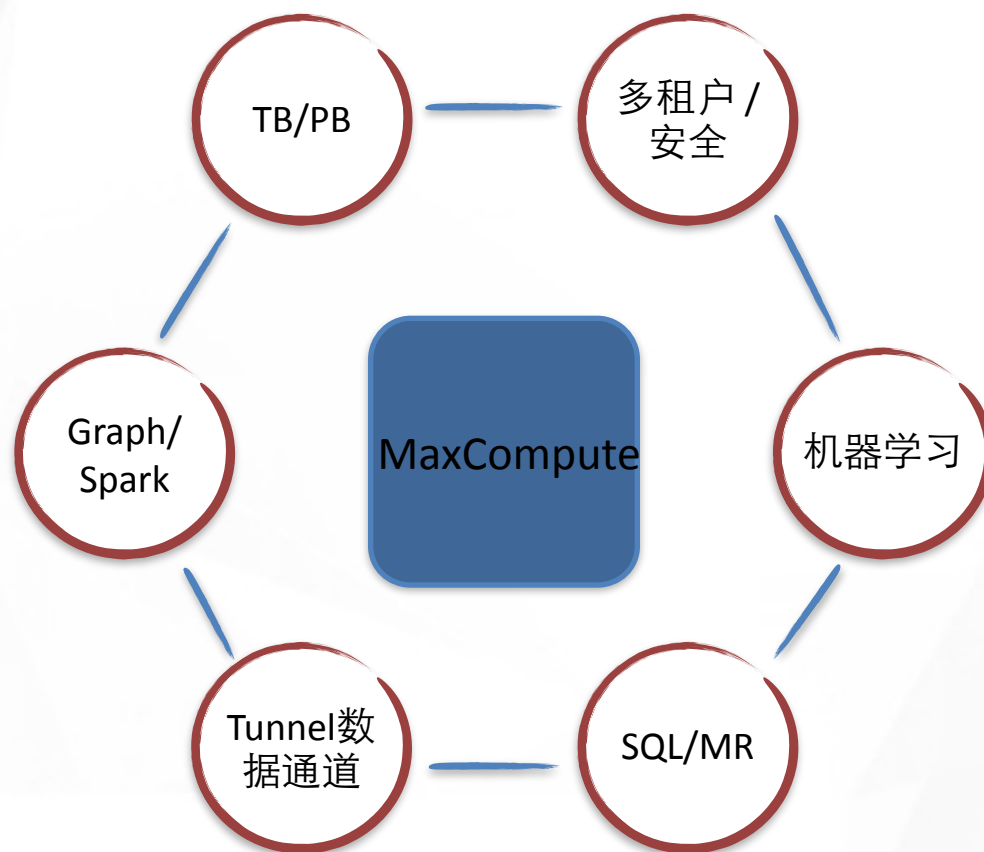 TB/PB
多租户 /
安全
Graph/
Spark
MaxCompute
机器学习
Tunnel数
据通道
SQL/MR